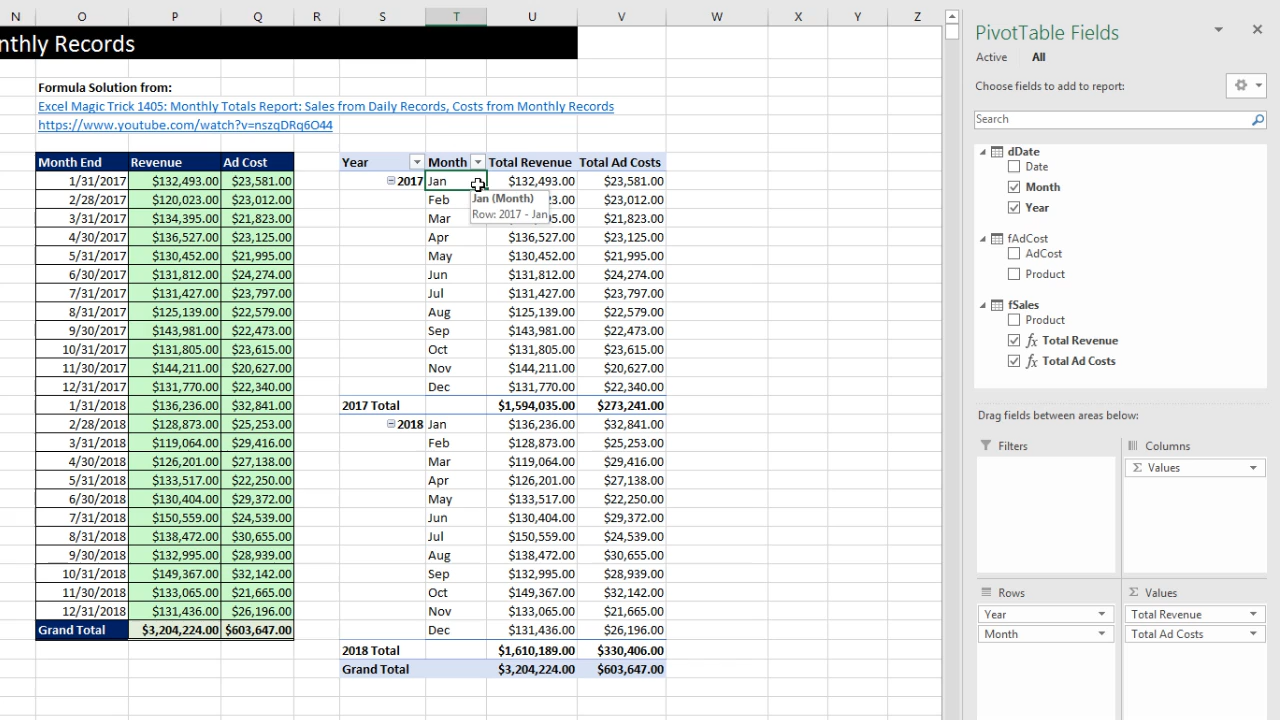 N O P Q R S T U V W X Y Z
nthly Records
Formula Solution from:
Excel Magic Trick 1405: Monthly Totals Report: Sales from Daily Records, Costs from Monthly Records
https://www.youtube.com/watch?v=nszqDRq6O44
Month End Revenue Ad Cost Year Month Total Revenue Total Ad Costs
1/31/2017 $132,493.00 $23,581.00 2017 Jan $132,493.00 $23,581.00
2/28/2017 $120,023.00 $23,012.00 Feb 23.00 $23,012.00
3/31/2017 $134,395.00 $21,823.00 Mar 95.00 $21,823.00
Jan (Month)
Row: 2017 - Jan
4/30/2017 $136,527.00 $23,125.00 Apr $136,527.00 $23,125.00
5/31/2017 $130,452.00 $21,995.00 May $130,452.00 $21,995.00
6/30/2017 $131,812.00 $24,274.00 Jun $131,812.00 $24,274.00
7/31/2017 $131,427.00 $23,797.00 Jul $131,427.00 $23,797.00
8/31/2017 $125,139.00 $22,579.00 Aug $125,139.00 $22,579.00
9/30/2017 $143,981.00 $22,473.00 Sep $143,981.00 $22,473.00
10/31/2017 $131,805.00 $23,615.00 Oct $131,805.00 $23,615.00
11/30/2017 $144,211.00 $20,627.00 Nov $144,211.00 $20,627.00
12/31/2017 $131,770.00 $22,340.00 Dec $131,770.00 $22,340.00
1/31/2018 $136,236.00 $32,841.00 2017 Total $1,594,035.00 $273,241.00
2/28/2018 $128,873.00 $25,253.00 2018 Jan $136,236.00 $32,841.00
3/31/2018 $119,064.00 $29,416.00 Feb $128,873.00 $25,253.00
4/30/2018 $126,201.00 $27,138.00 Mar $119,064.00 $29,416.00
5/31/2018 $133,517.00 $22,250.00 Apr $126,201.00 $27,138.00
6/30/2018 $130,404.00 $29,372.00 May $133,517.00 $22,250.00
7/31/2018 $150,559.00 $24,539.00 Jun $130,404.00 $29,372.00
8/31/2018 $138,472.00 $30,655.00 Jul $150,559.00 $24,539.00
9/30/2018 $132,995.00 $28,939.00 Aug $138,472.00 $30,655.00
10/31/2018 $149,367.00 $32,142.00 Sep $132,995.00 $28,939.00
11/30/2018 $133,065.00 $21,665.00 Oct $149,367.00 $32,142.00
12/31/2018 $131,436.00 $26,196.00 Nov $133,065.00 $21,665.00
Grand Total $3,204,224.00 $603,647.00 Dec $131,436.00 $26,196.00
2018 Total $1,610,189.00 $330,406.00
Grand Total $3,204,224.00 $603,647.00
PivotTable Fields
Active All
Choose fields to add to report:
Search
dDate
Date
Month
Year
fAdCost
AdCost
Product
fSales
Product
fx Total Revenue
fx Total Ad Costs
Drag fields between areas below:
Filters Columns
Σ Values
Rows Σ Values
Year Total Revenue
Month Total Ad Costs